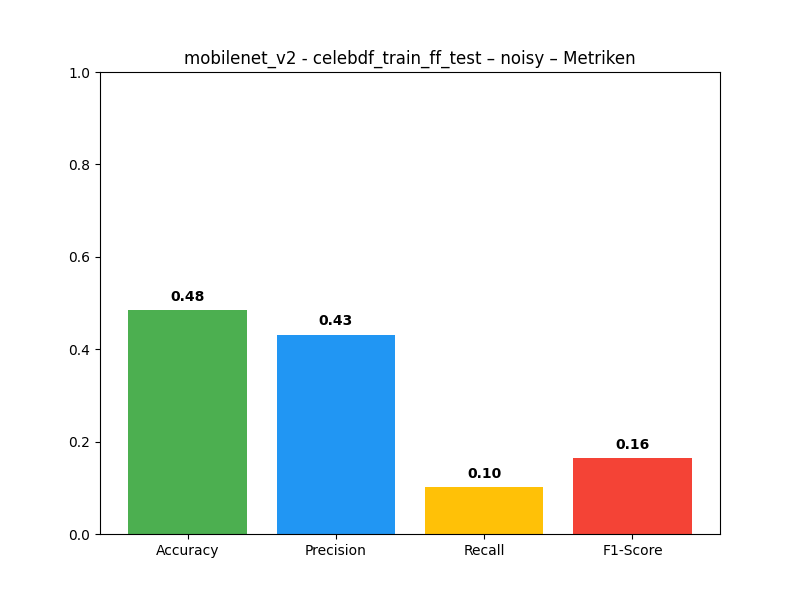 mobilenet_v2 - celebdf_train_ff_test – noisy – Metriken
1.0
0.8
0.6
0.4
0.2
0.0
0.48
0.43
0.10
0.16
Accuracy
Precision
Recall
F1-Score